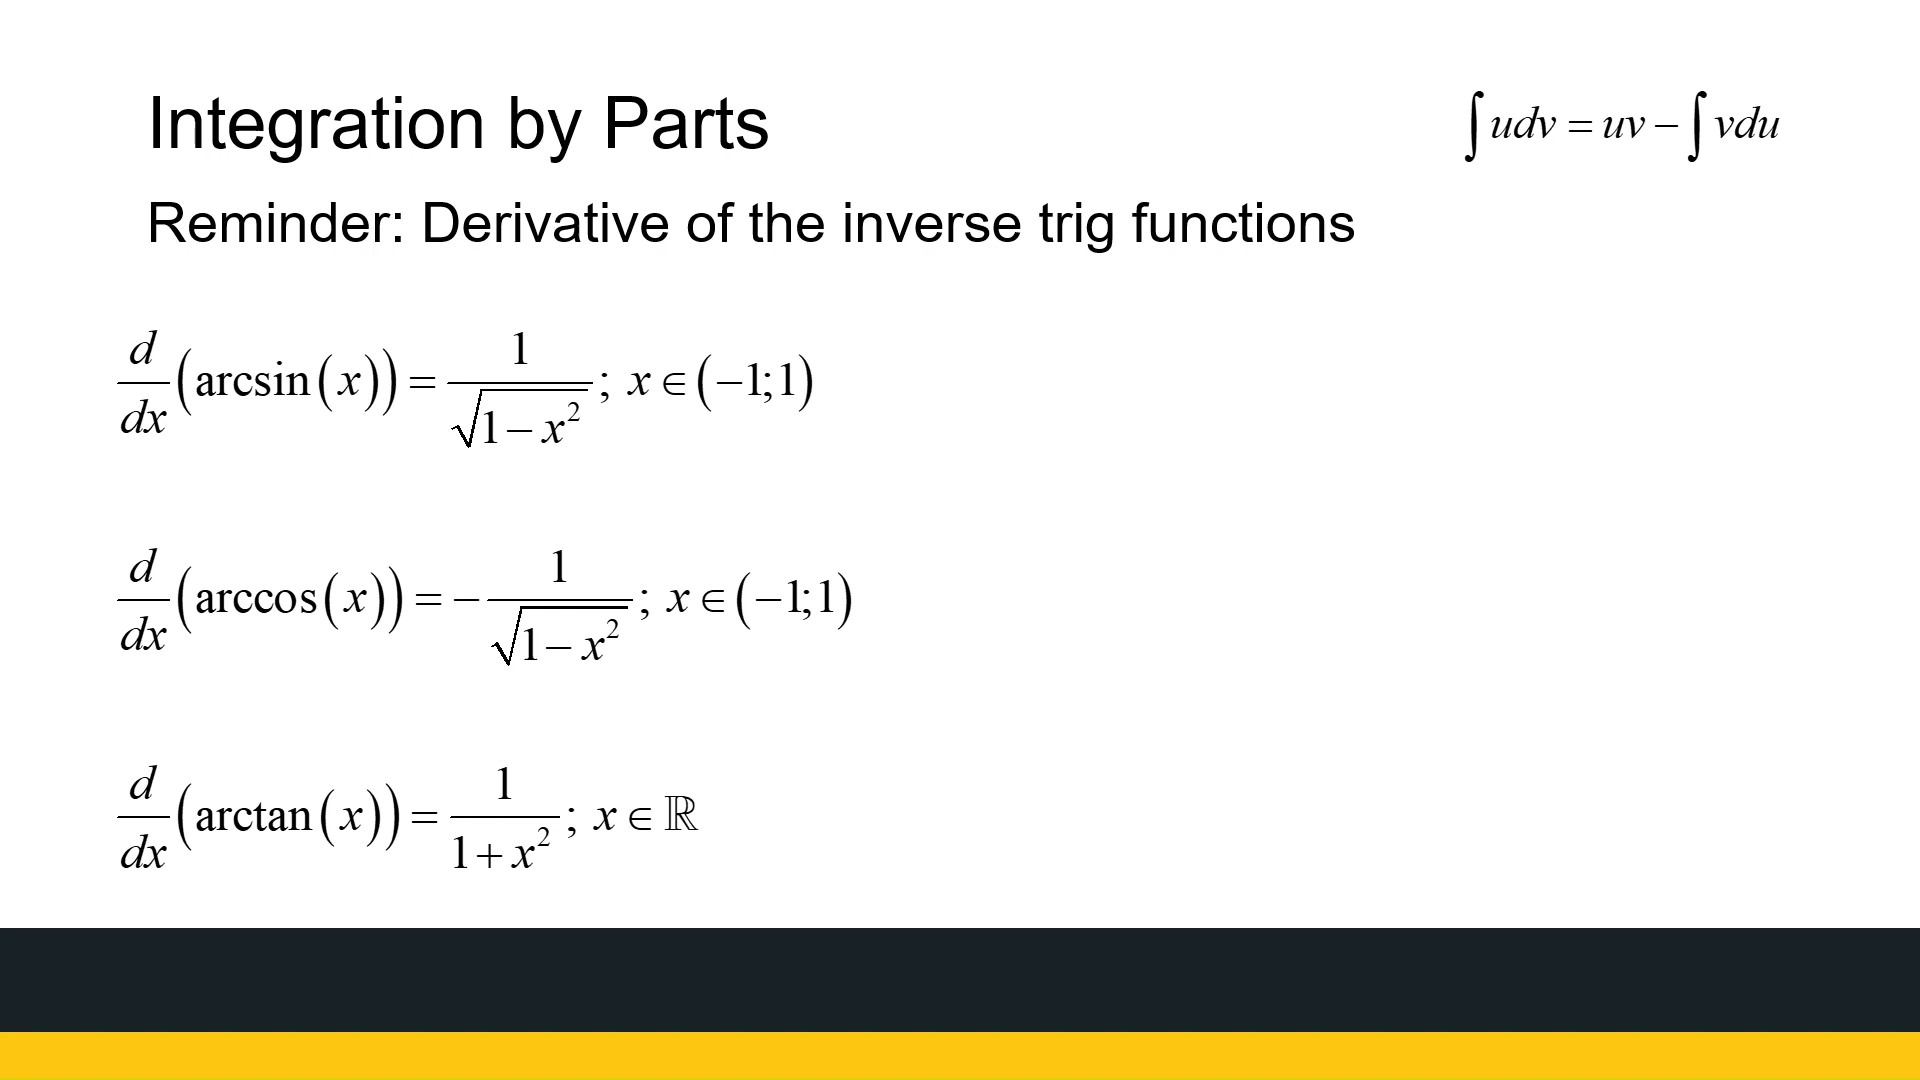 Integration by Parts
∫udv = uv − ∫vdu
Reminder: Derivative of the inverse trig functions
d/dx (arcsin(x)) = 1/√(1−x²); x∈(−1;1)
d/dx (arccos(x)) = −1/√(1−x²); x∈(−1;1)
d/dx (arctan(x)) = 1/(1+x²); x∈ℝ